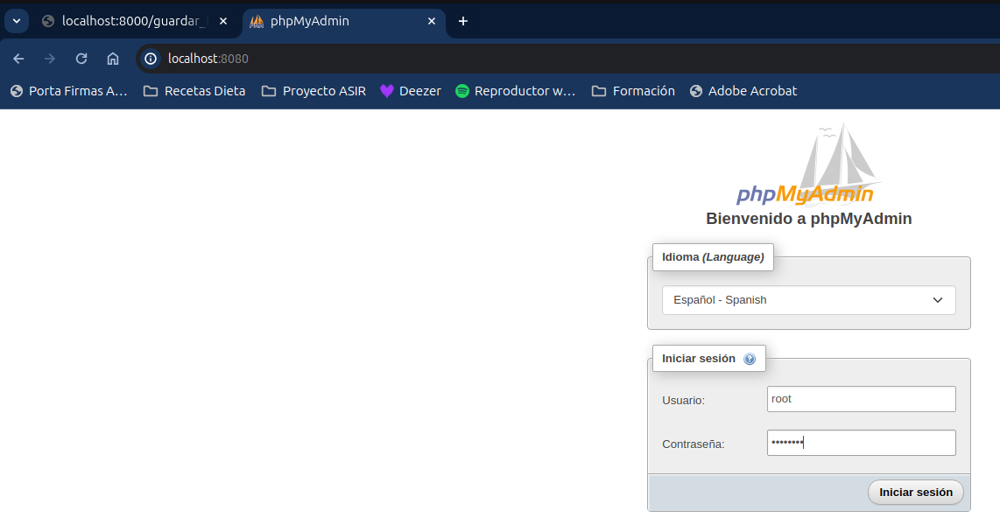 localhost:8000/guardar_
phpMyAdmin
localhost:8080
Porta Firmas A... Recetas Dieta Proyecto ASIR Deezer Reproductor w... Formación Adobe Acrobat
phpMyAdmin
Bienvenido a phpMyAdmin
Idioma (Language)
Español - Spanish
Iniciar sesión
Usuario: root
Contraseña: ••••••••
Iniciar sesión